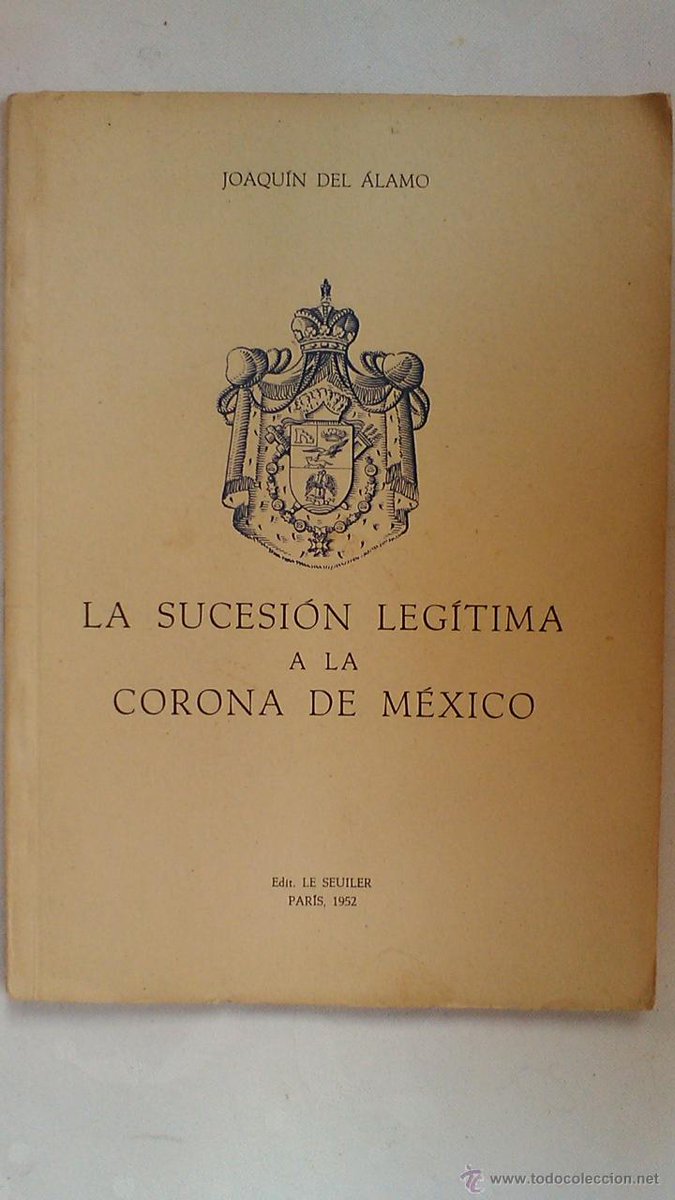 JOAQUÍN DEL ÁLAMO
LA SUCESIÓN LEGÍTIMA
A LA
CORONA DE MÉXICO
Edit. LE SEUILER
PARÍS, 1952
www.todocoleccion.net